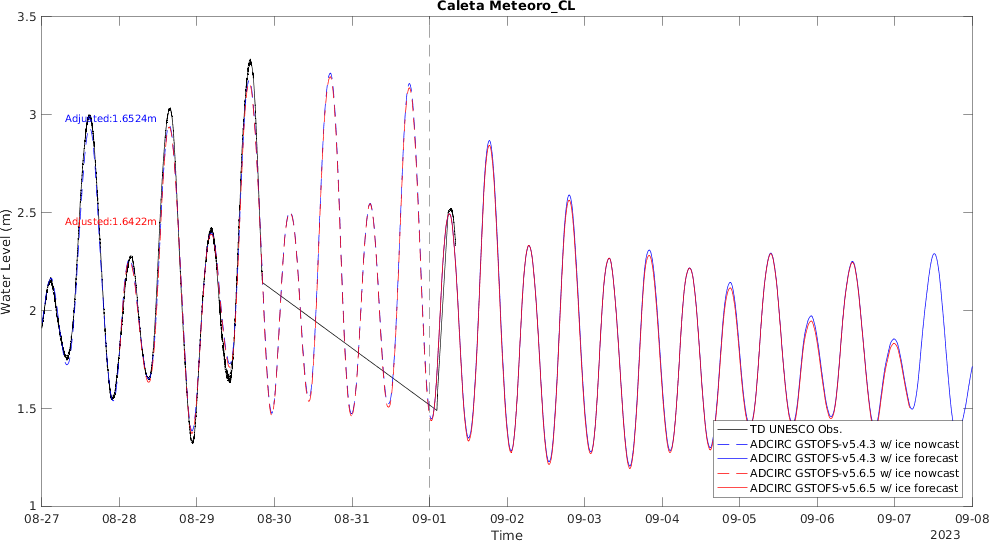 Caleta Meteoro_CL
3.5
3
2.5
2
1.5
1
Water Level (m)
Adjusted:1.6524m
Adjusted:1.6422m
TD UNESCO Obs.
ADCIRC GSTOFS-v5.4.3 w/ ice nowcast
ADCIRC GSTOFS-v5.4.3 w/ ice forecast
ADCIRC GSTOFS-v5.6.5 w/ ice nowcast
ADCIRC GSTOFS-v5.6.5 w/ ice forecast
08-27 08-28 08-29 08-30 08-31 09-01 09-02 09-03 09-04 09-05 09-06 09-07 09-08
Time
2023